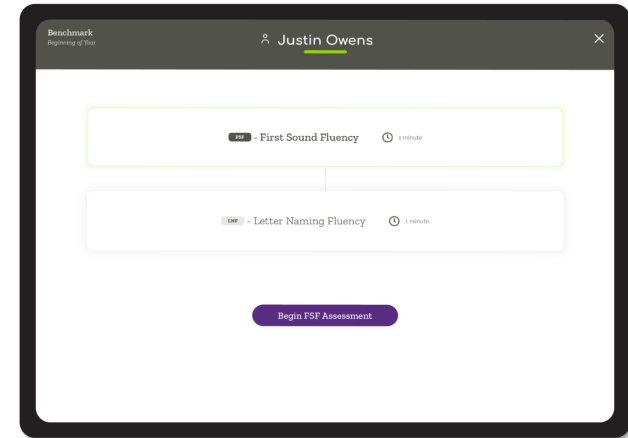 Benchmark
Beginning of Year
Justin Owens
FSF - First Sound Fluency 1 minute
LNF - Letter Naming Fluency 1 minute
Begin FSF Assessment